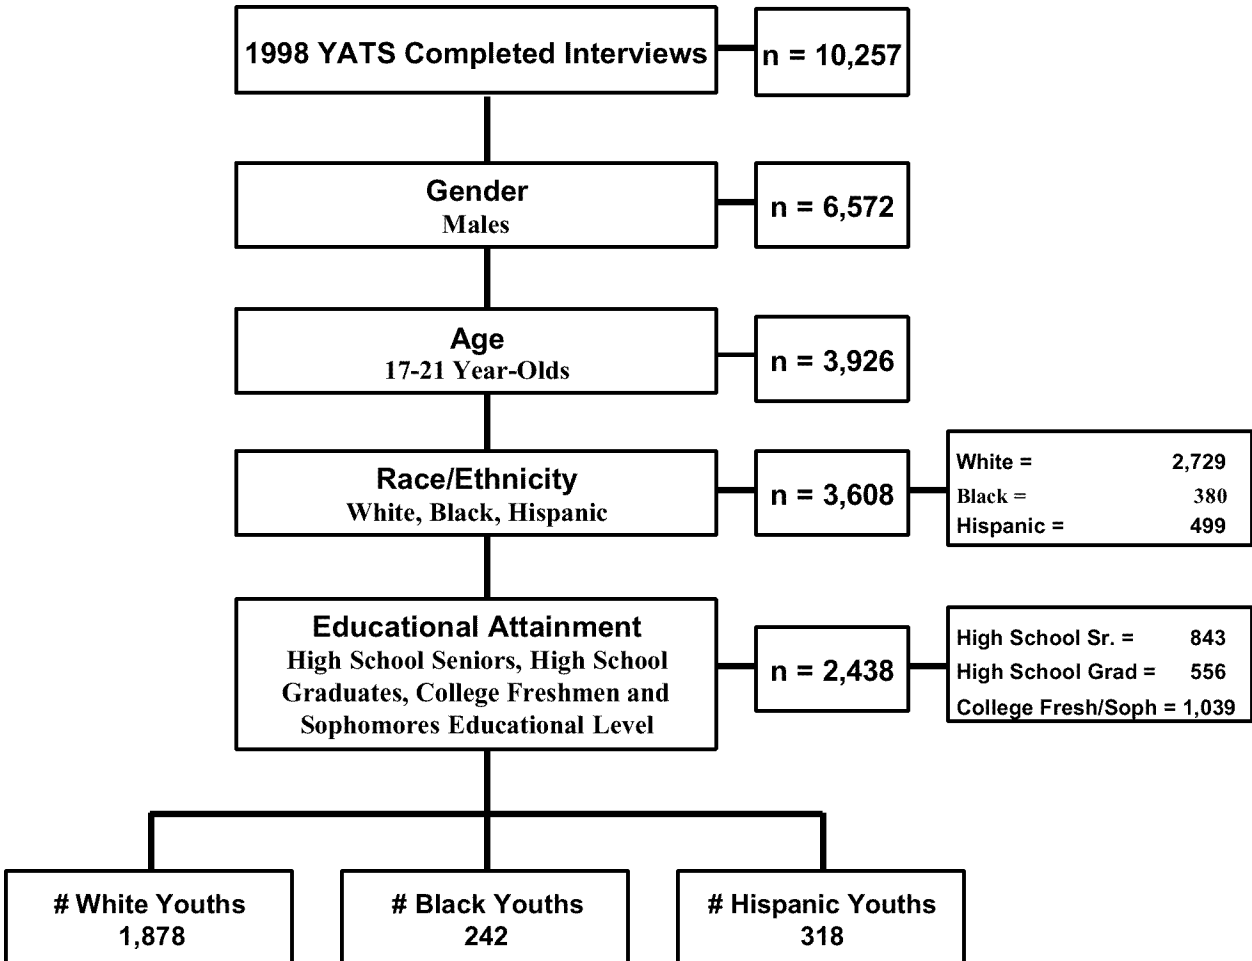 1998 YATS Completed Interviews
n = 10,257
Gender
Males
n = 6,572
Age
17-21 Year-Olds
n = 3,926
Race/Ethnicity
White, Black, Hispanic
n = 3,608
White = 2,729
Black = 380
Hispanic = 499
Educational Attainment
High School Seniors, High School
Graduates, College Freshmen and
Sophomores Educational Level
n = 2,438
High School Sr. = 843
High School Grad = 556
College Fresh/Soph = 1,039
# White Youths
1,878
# Black Youths
242
# Hispanic Youths
318